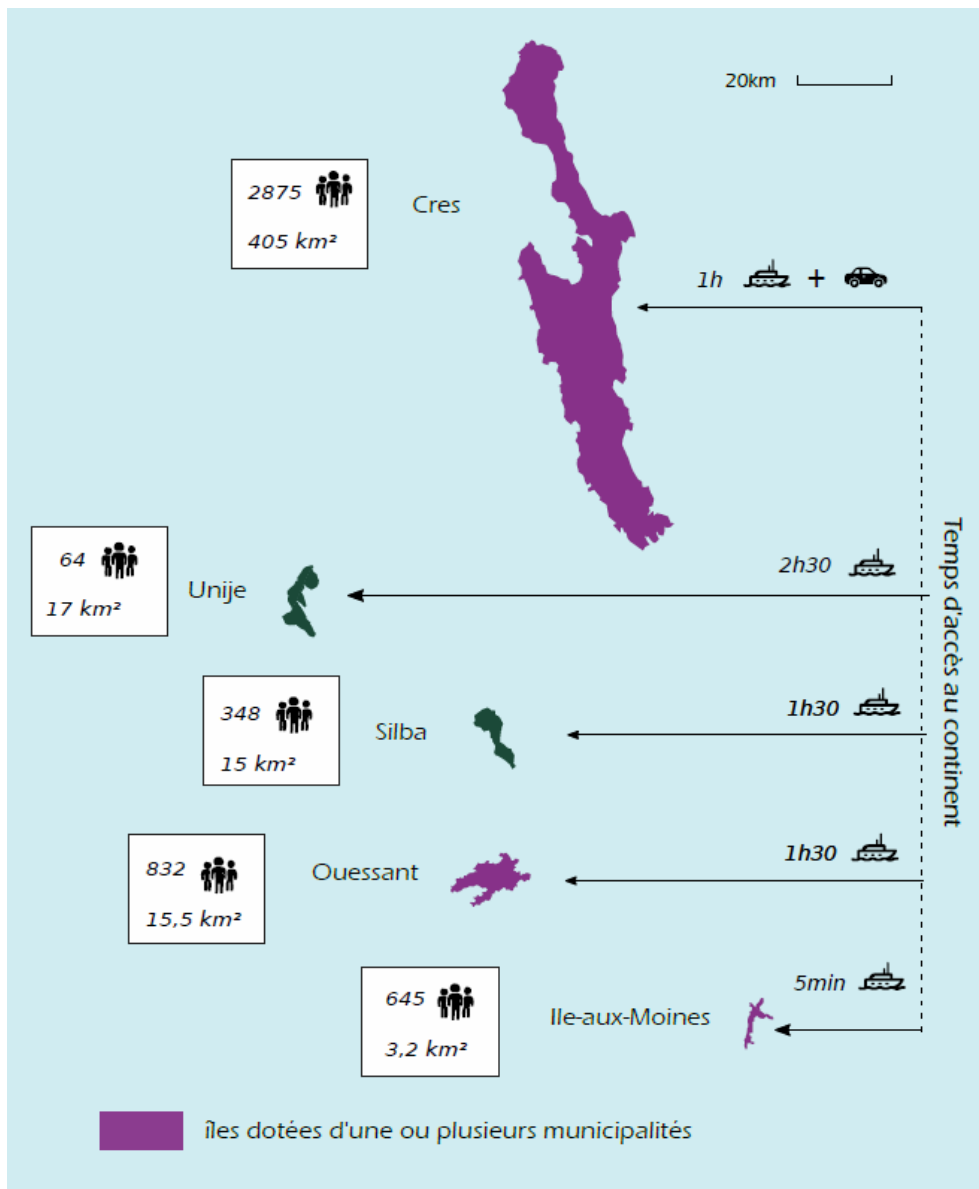 20km
2875
405 km²
Cres
1h +
64
17 km²
Unije
2h30
348
15 km²
Silba
1h30
832
15,5 km²
Ouessant
1h30
645
3,2 km²
Ile-aux-Moines
5min
Temps d'accès au continent
îles dotées d'une ou plusieurs municipalités